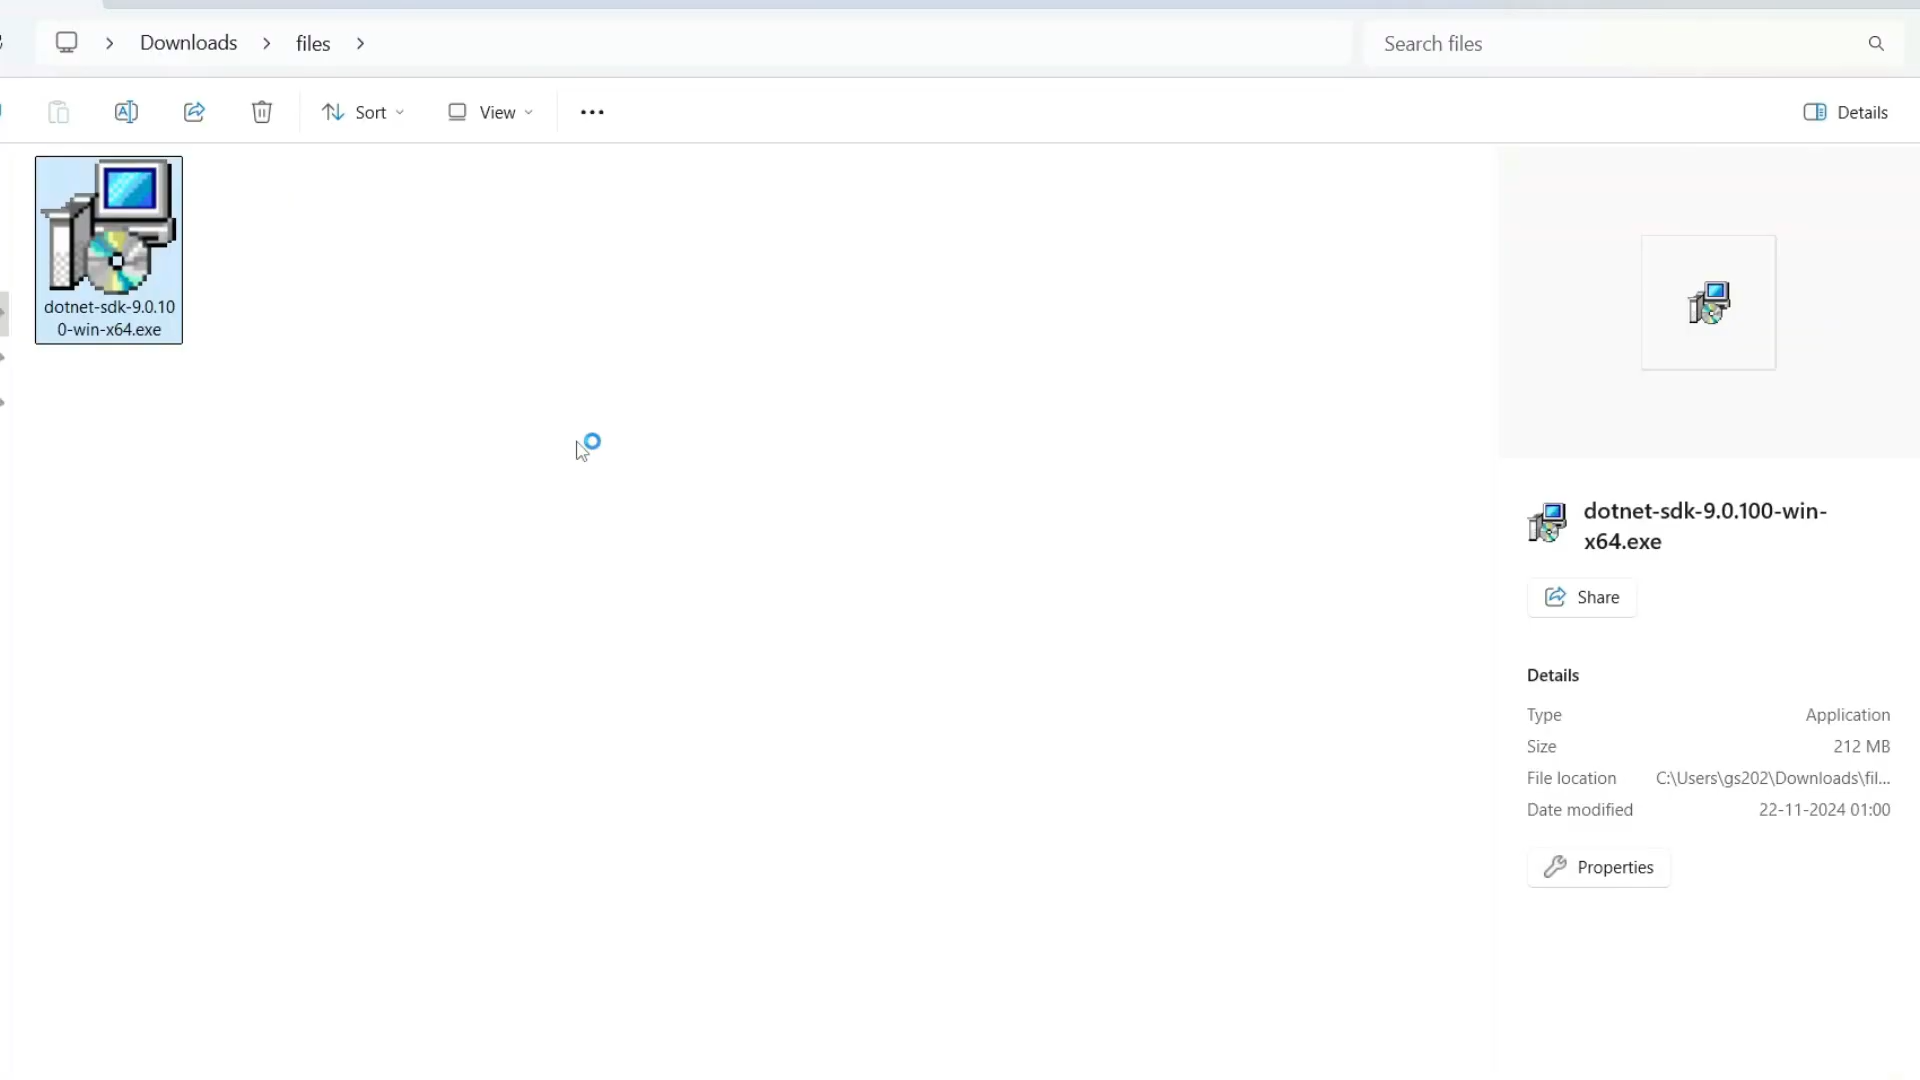 Downloads
files
Search files
Sort
View
Details
dotnet-sdk-9.0.10
0-win-x64.exe
dotnet-sdk-9.0.100-win-
x64.exe
Share
Details
Type Application
Size 212 MB
File location C:\Users\gs202\Downloads\fil...
Date modified 22-11-2024 01:00
Properties